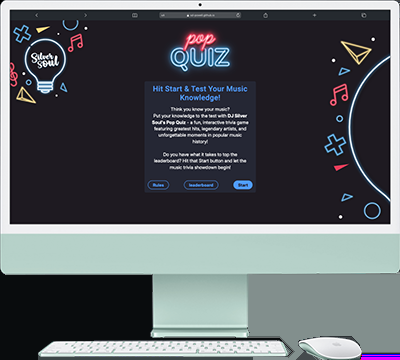 pop
QUIZ
Silver
Soul
Hit Start & Test Your Music
Knowledge!
Think you know your music?
Put your knowledge to the test with DJ Silver
Soul's Pop Quiz - a fun, interactive trivia game
featuring greatest hits, legendary artists, and
unforgettable moments in popular music
history!
Do you have what it takes to top the
leaderboard? Hit that Start button and let the
music trivia showdown begin!
Rules
leaderboard
Start